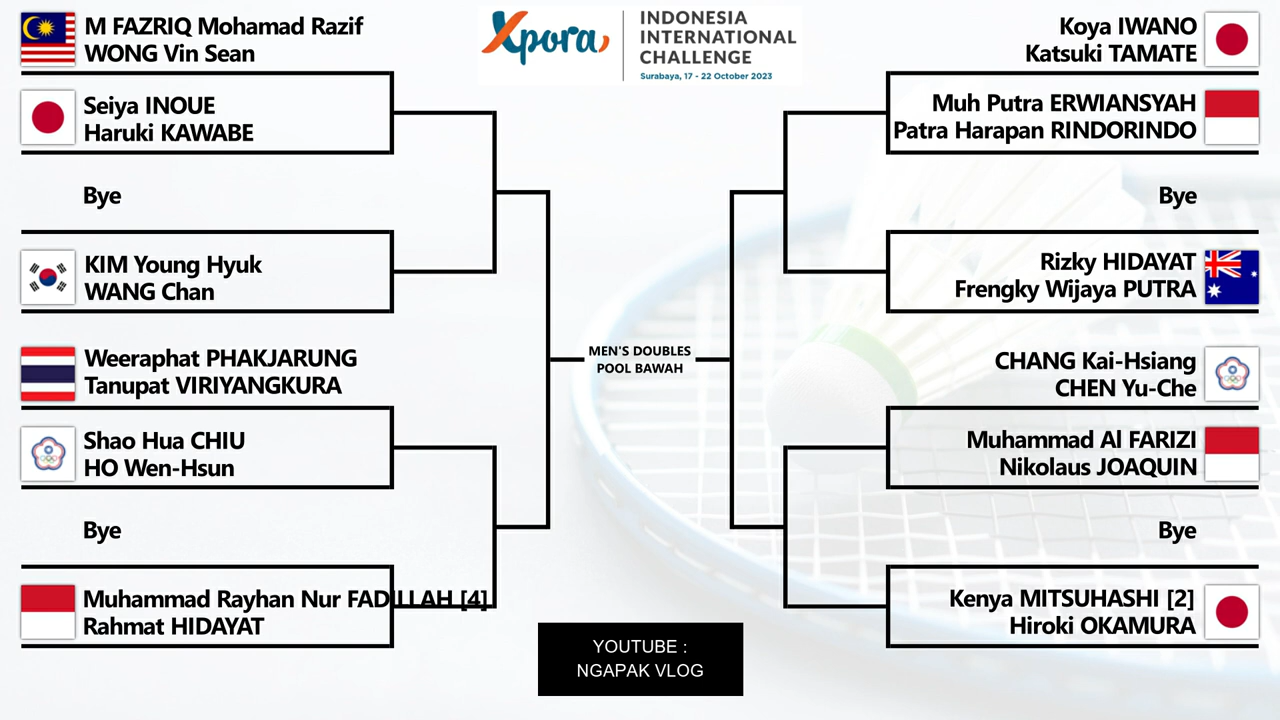 M FAZRIQ Mohamad Razif
WONG Vin Sean
Seiya INOUE
Haruki KAWABE
Bye
KIM Young Hyuk
WANG Chan
Weeraphat PHAKJARUNG
Tanupat VIRIYANGKURA
Shao Hua CHIU
HO Wen-Hsun
Bye
Muhammad Rayhan Nur FADILLAH [4]
Rahmat HIDAYAT
Xpora
INDONESIA
INTERNATIONAL
CHALLENGE
Surabaya, 17 - 22 October 2023
MEN'S DOUBLES
POOL BAWAH
YOUTUBE :
NGAPAK VLOG
Koya IWANO
Katsuki TAMATE
Muh Putra ERWIANSYAH
Patra Harapan RINDORINDO
Bye
Rizky HIDAYAT
Frengky Wijaya PUTRA
CHANG Kai-Hsiang
CHEN Yu-Che
Muhammad Al FARIZI
Nikolaus JOAQUIN
Bye
Kenya MITSUHASHI [2]
Hiroki OKAMURA